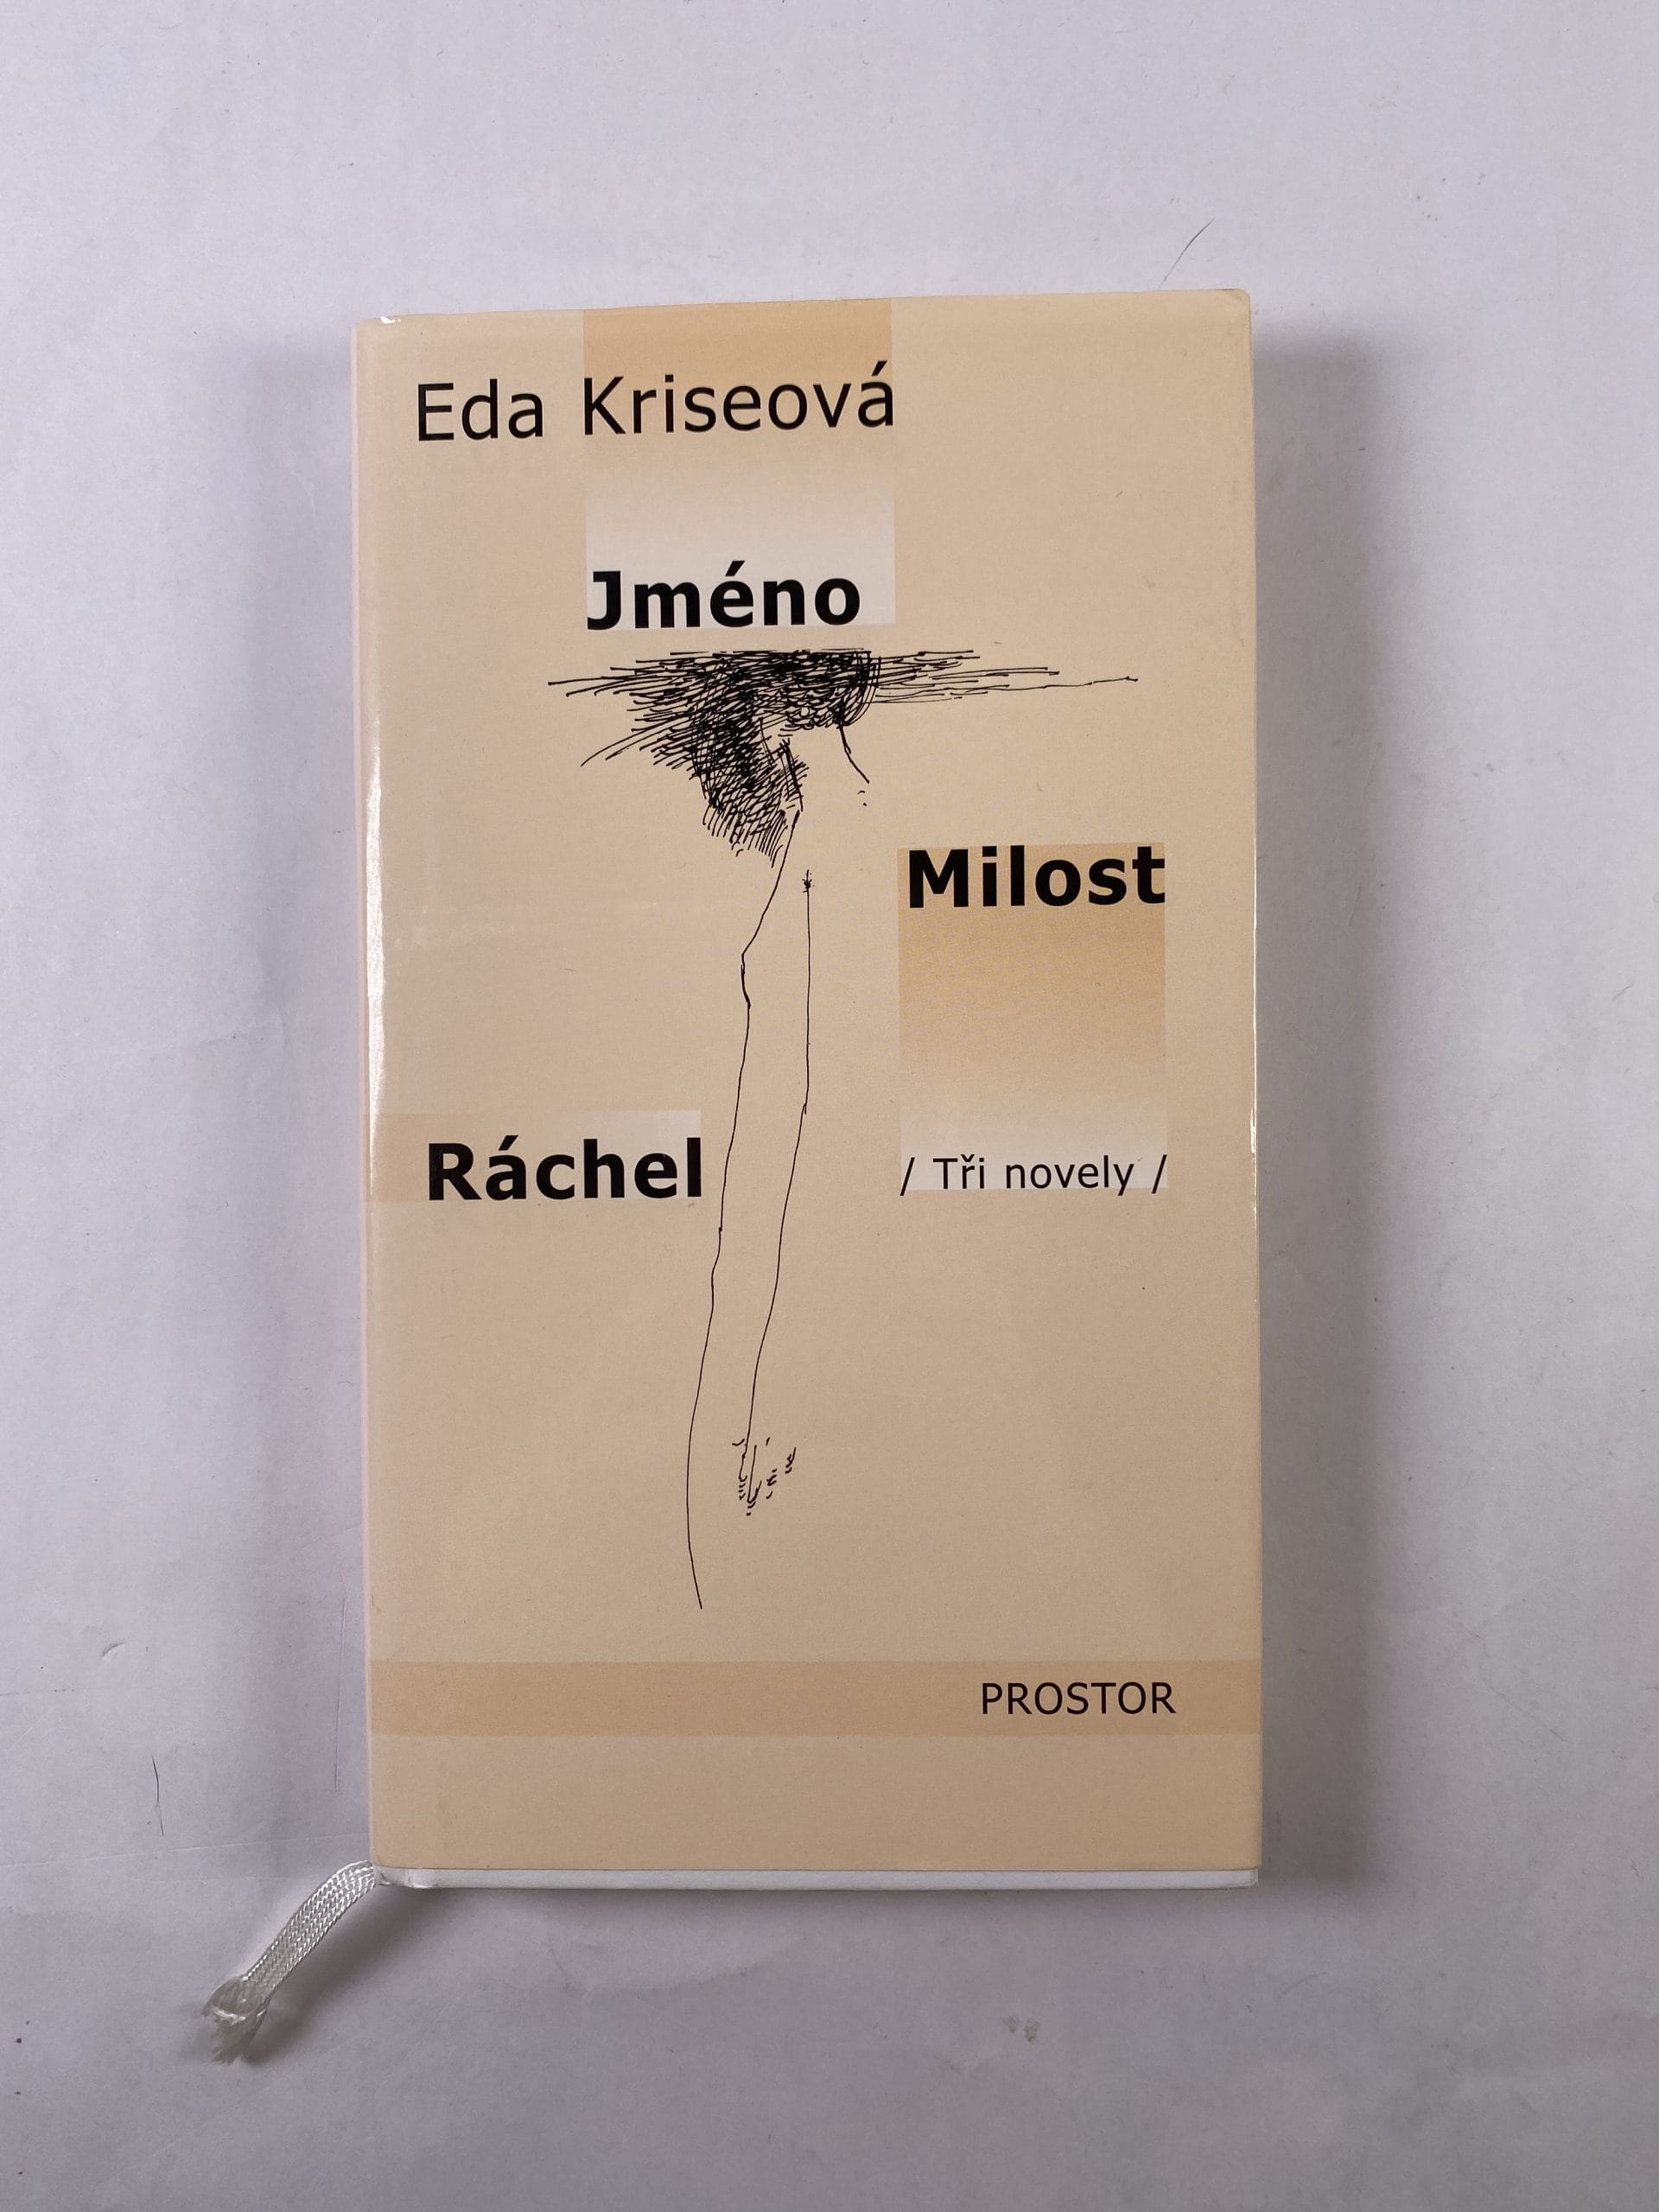 Eda Kriseová
Jméno
Milost
Ráchel
/ Tři novely /
PROSTOR